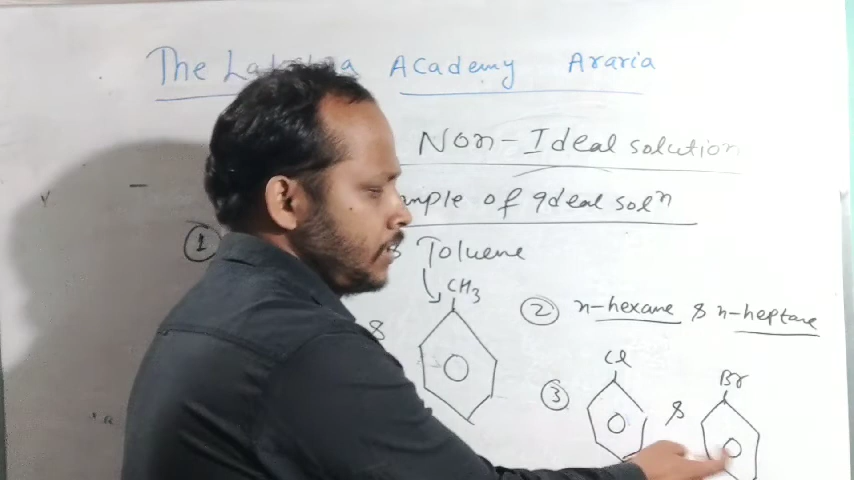 The Academy Araria
Non-Ideal solution
mple of Ideal solⁿ
① & Toluene
CH₃
② n-hexane & n-heptane
&
Cl
Br
③ &